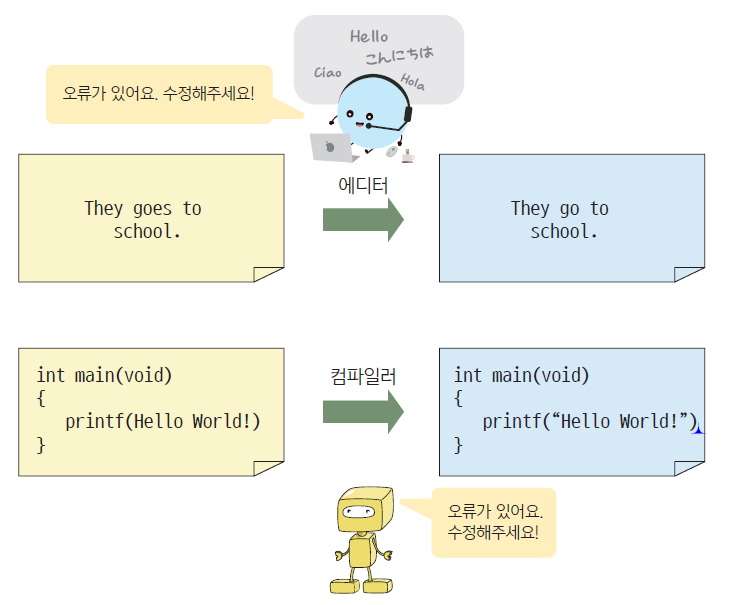 Hello
こんにちは
Ciao
Hola
오류가 있어요. 수정해주세요!
에디터
They goes to
school.
They go to
school.
컴파일러
int main(void)
{
printf(Hello World!)
}
int main(void)
{
printf(“Hello World!”)
}
오류가 있어요.
수정해주세요!